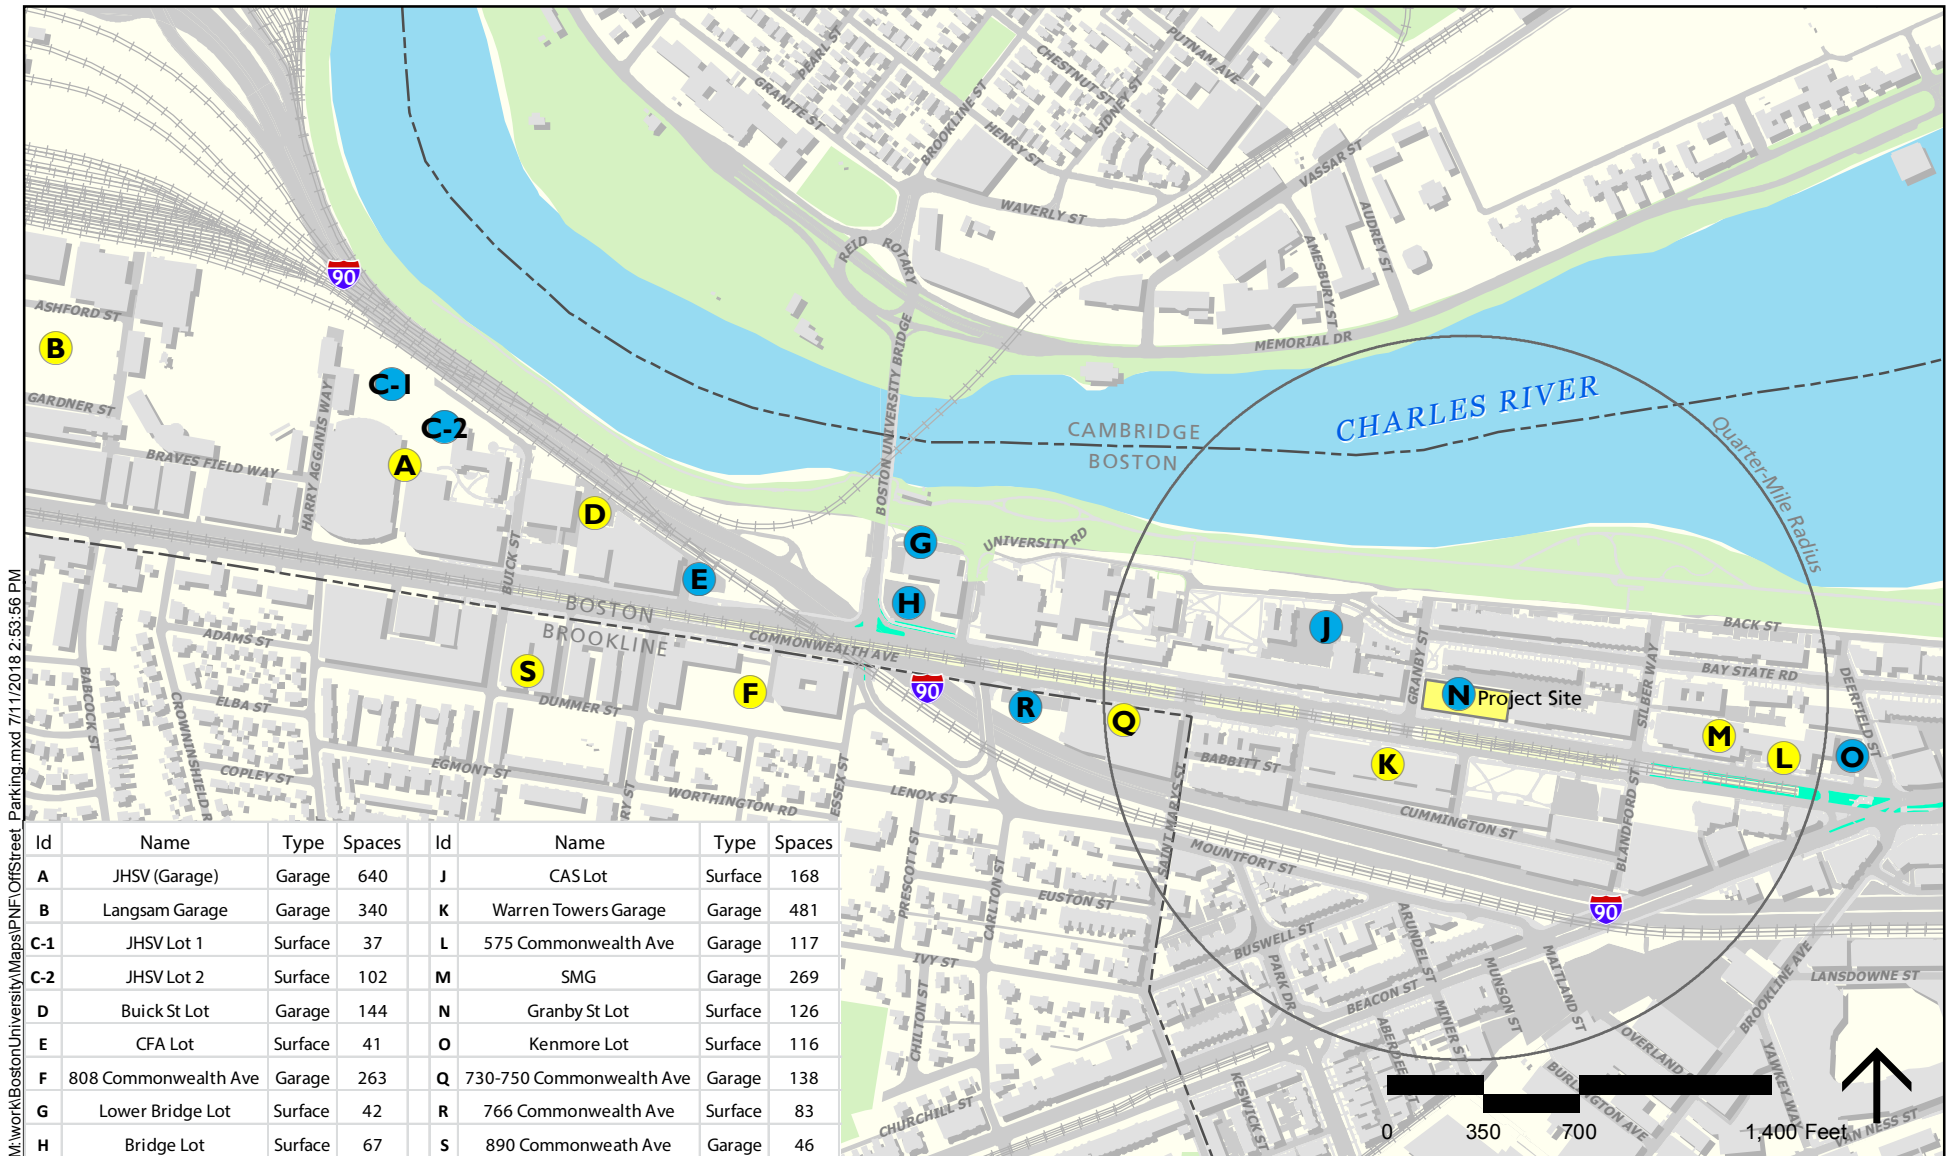 PEARL ST
GRANITE ST
BROOKLINE ST
CHESTNUT ST
SIDNEY ST
PUTNAM AVE
HENRY ST
WAVERLY ST
VASSAR ST
AUDREY ST
AMESBURY ST
REID ROTARY
MEMORIAL DR
BOSTON UNIVERSITY BRIDGE
90
ASHFORD ST
B
GARDNER ST
C-1
C-2
A
HARRY AGGANIS WAY
BRAVES FIELD WAY
D
BUICK ST
E
CHARLES RIVER
CAMBRIDGE
BOSTON
Quarter-Mile Radius
G
UNIVERSITY RD
H
J
BOSTON
BROOKLINE
COMMONWEALTH AVE
GRANBY ST
BACK ST
BAY STATE RD
SILBER WAY
DEERFIELD ST
N Project Site
M
L
O
K
Q
R
90
F
S
ADAMS ST
BABCOCK ST
CROWNINSHIELD R
ELBA ST
COPLEY ST
DUMMER ST
EGMONT ST
RY ST
WORTHINGTON RD
ESSEX ST
LENOX ST
PRESCOTT ST
CARLTON ST
SAINT MARYS ST
BABBITT ST
CUMMINGTON ST
BLANDFORD ST
MOUNTFORT ST
EUSTON ST
IVY ST
CHILTON ST
CHURCHILL ST
BUSWELL ST
PARK DR
BEACON ST
ARUNDEL ST
MINER ST
MUNSON ST
MAITLAND ST
90
BROOKLINE AVE
LANSDOWNE ST
OVERLAND S
YAWKEY WAY
VAN NESS ST
KESWICK ST
0 350 700 1,400 Feet
Id Name Type Spaces Id Name Type Spaces
A JHSV (Garage) Garage 640 J CAS Lot Surface 168
B Langsam Garage Garage 340 K Warren Towers Garage Garage 481
C-1 JHSV Lot 1 Surface 37 L 575 Commonwealth Ave Garage 117
C-2 JHSV Lot 2 Surface 102 M SMG Garage 269
D Buick St Lot Garage 144 N Granby St Lot Surface 126
E CFA Lot Surface 41 O Kenmore Lot Surface 116
F 808 Commonwealth Ave Garage 263 Q 730-750 Commonwealth Ave Garage 138
G Lower Bridge Lot Surface 42 R 766 Commonwealth Ave Surface 83
H Bridge Lot Surface 67 S 890 Commonweath Ave Garage 46
M:\work\BostonUniversity\Maps\PNF\OffStreet_Parking.mxd 7/11/2018 2:53:56 PM